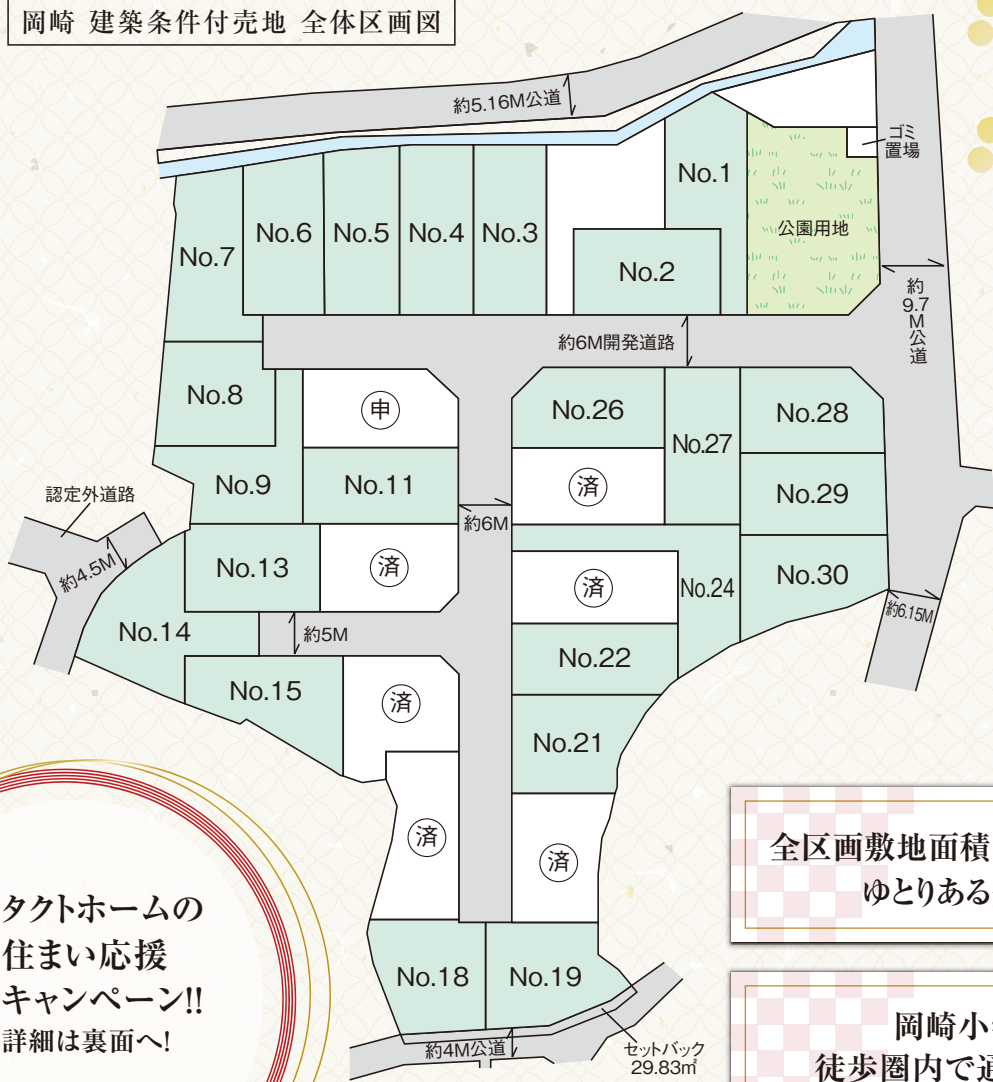 岡崎 建築条件付売地 全体区画図
約5.16M公道
ゴミ
置場
No.1
公園用地
No.7
No.6
No.5
No.4
No.3
No.2
約
9.7
M
公
道
約6M開発道路
No.8
申
No.26
No.27
No.28
No.9
No.11
済
No.29
認定外道路
約4.5M
約6M
No.13
済
済
No.24
No.30
約6.15M
No.14
約5M
No.22
No.15
済
No.21
済
済
No.18
No.19
約4M公道
セットバック
29.83㎡
タクトホームの
住まい応援
キャンペーン!!
詳細は裏面へ!
全区画敷地面積
ゆとりある
岡崎小
徒歩圏内で